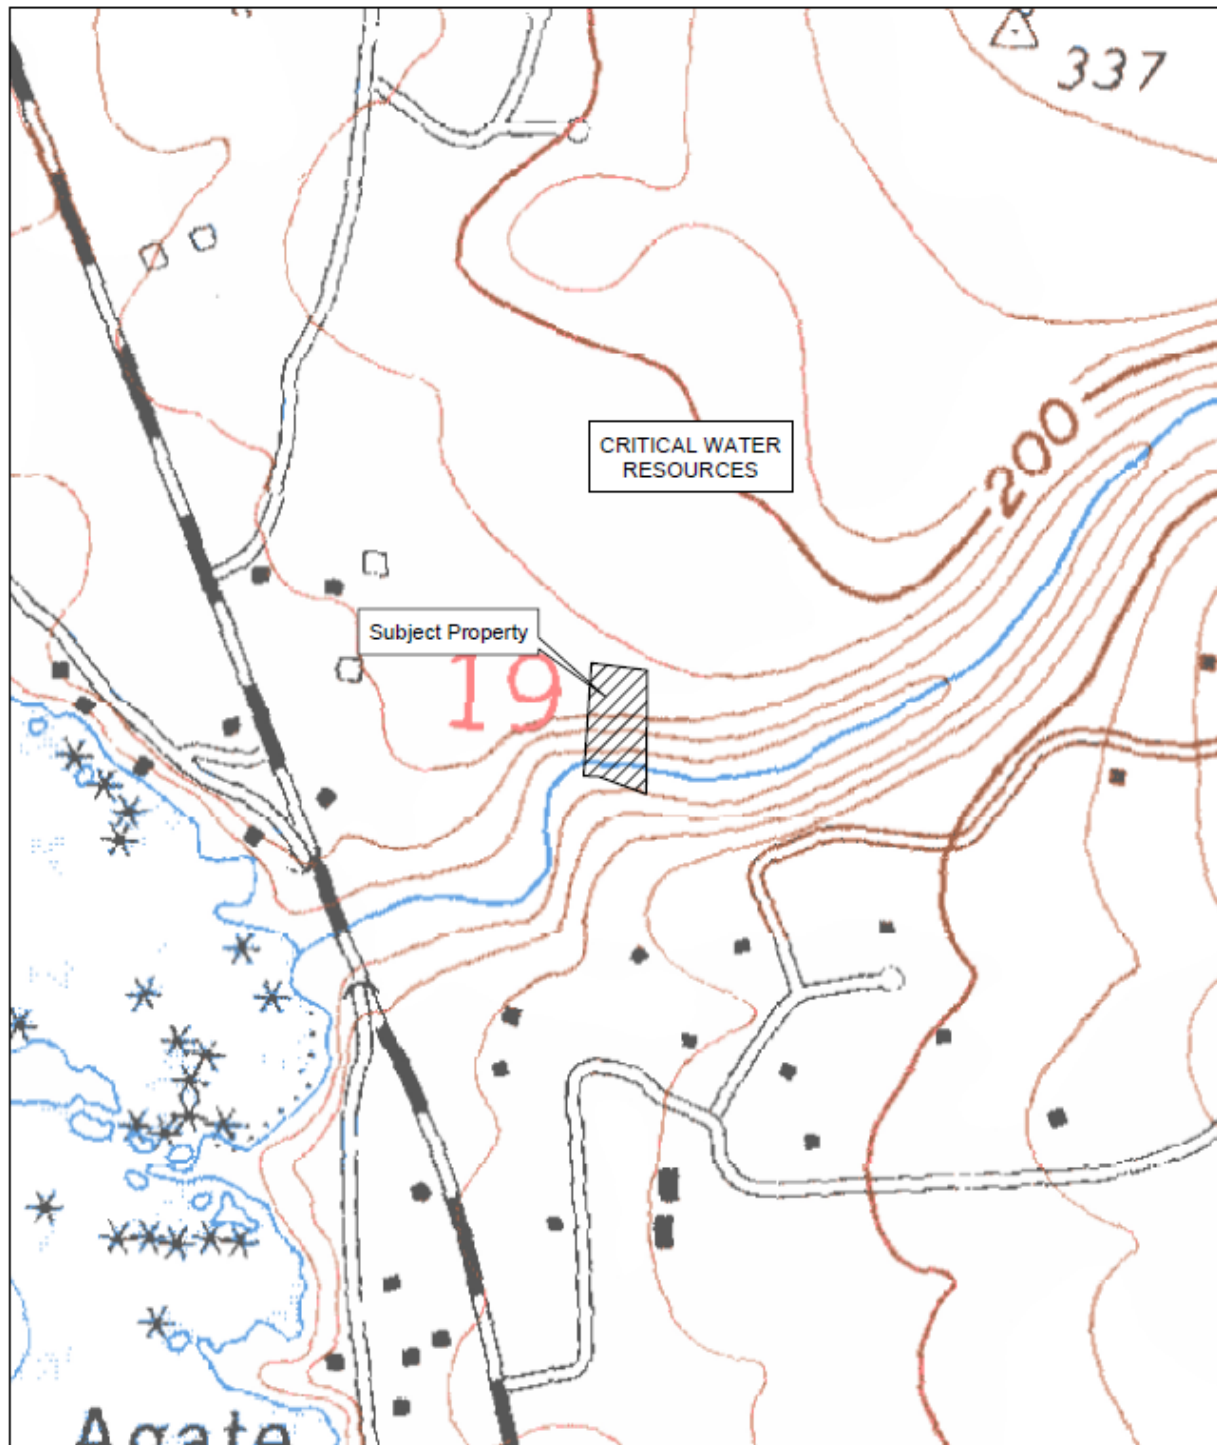 337
CRITICAL WATER
RESOURCES
200
Subject Property
19
Agate